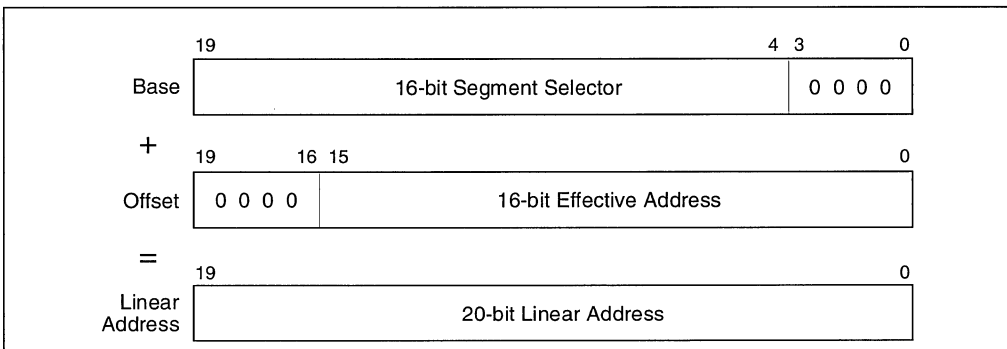 19 4 3 0
Base 16-bit Segment Selector 0 0 0 0
+
19 16 15 0
Offset 0 0 0 0 16-bit Effective Address
=
19 0
Linear
Address 20-bit Linear Address